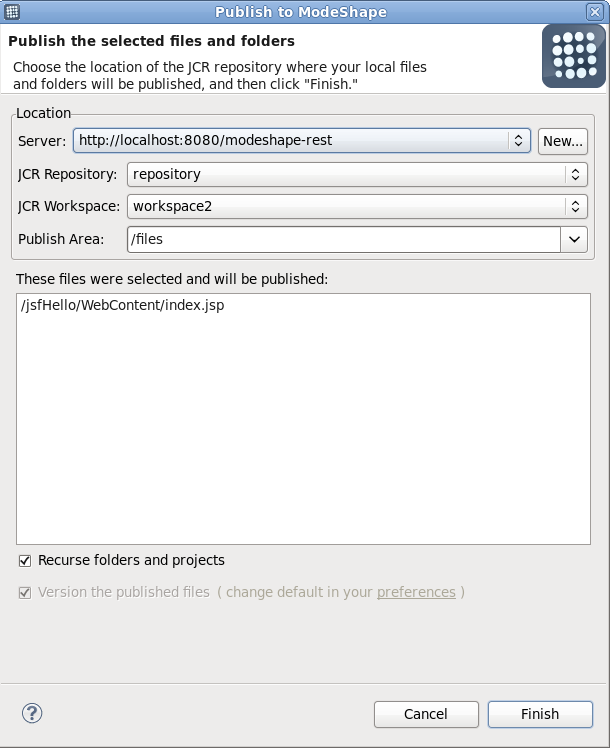 Publish to ModeShape
Publish the selected files and folders
Choose the location of the JCR repository where your local files
and folders will be published, and then click "Finish."
Location
Server: http://localhost:8080/modeshape-rest New...
JCR Repository: repository
JCR Workspace: workspace2
Publish Area: /files
These files were selected and will be published:
/jsfHello/WebContent/index.jsp
Recurse folders and projects
Version the published files ( change default in your preferences )
? Cancel Finish